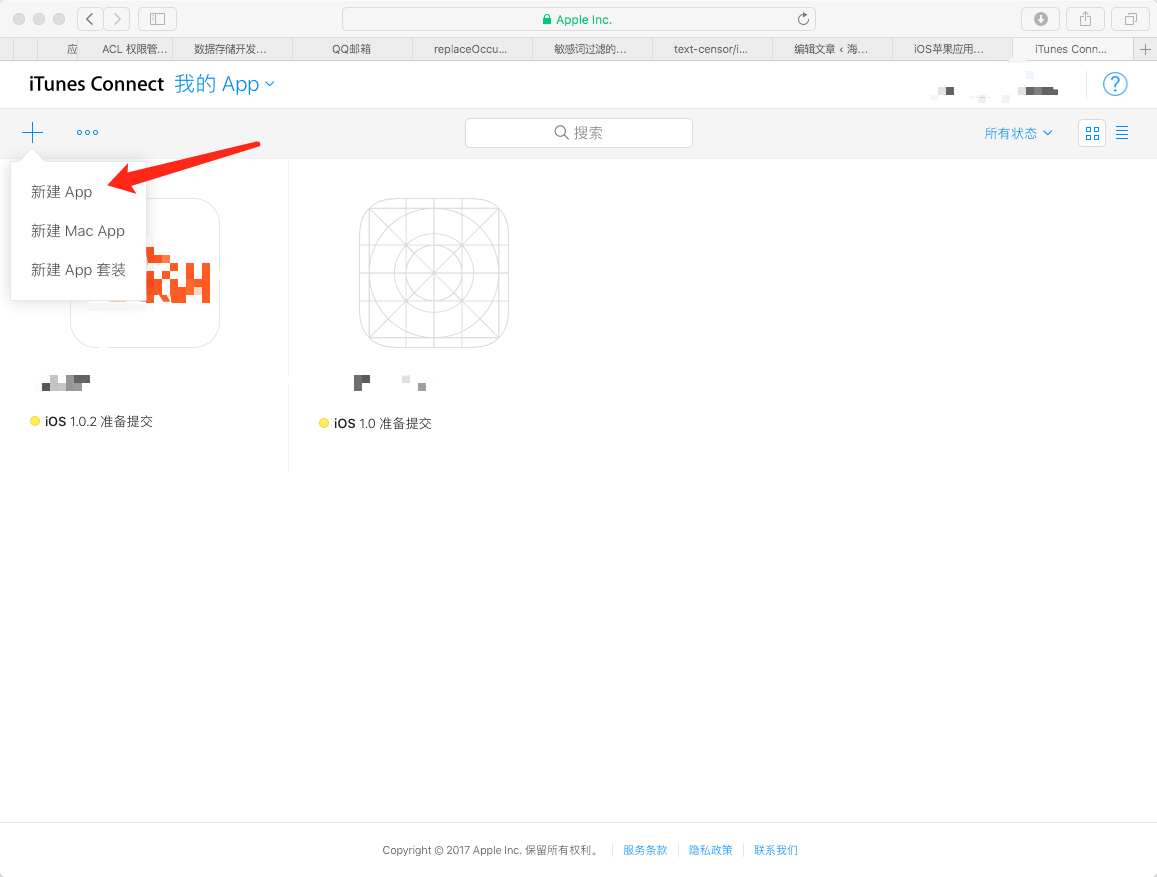 Apple Inc.
应
ACL 权限管...
数据存储开发...
QQ邮箱
replaceOccu...
敏感词过滤的...
text-censor/i...
编辑文章 ‹ 海...
iOS苹果应用...
iTunes Conn...
iTunes Connect 我的 App
?
搜索
所有状态
新建 App
新建 Mac App
新建 App 套装
iOS 1.0.2 准备提交
iOS 1.0 准备提交
Copyright © 2017 Apple Inc. 保留所有权利。 服务条款 隐私政策 联系我们